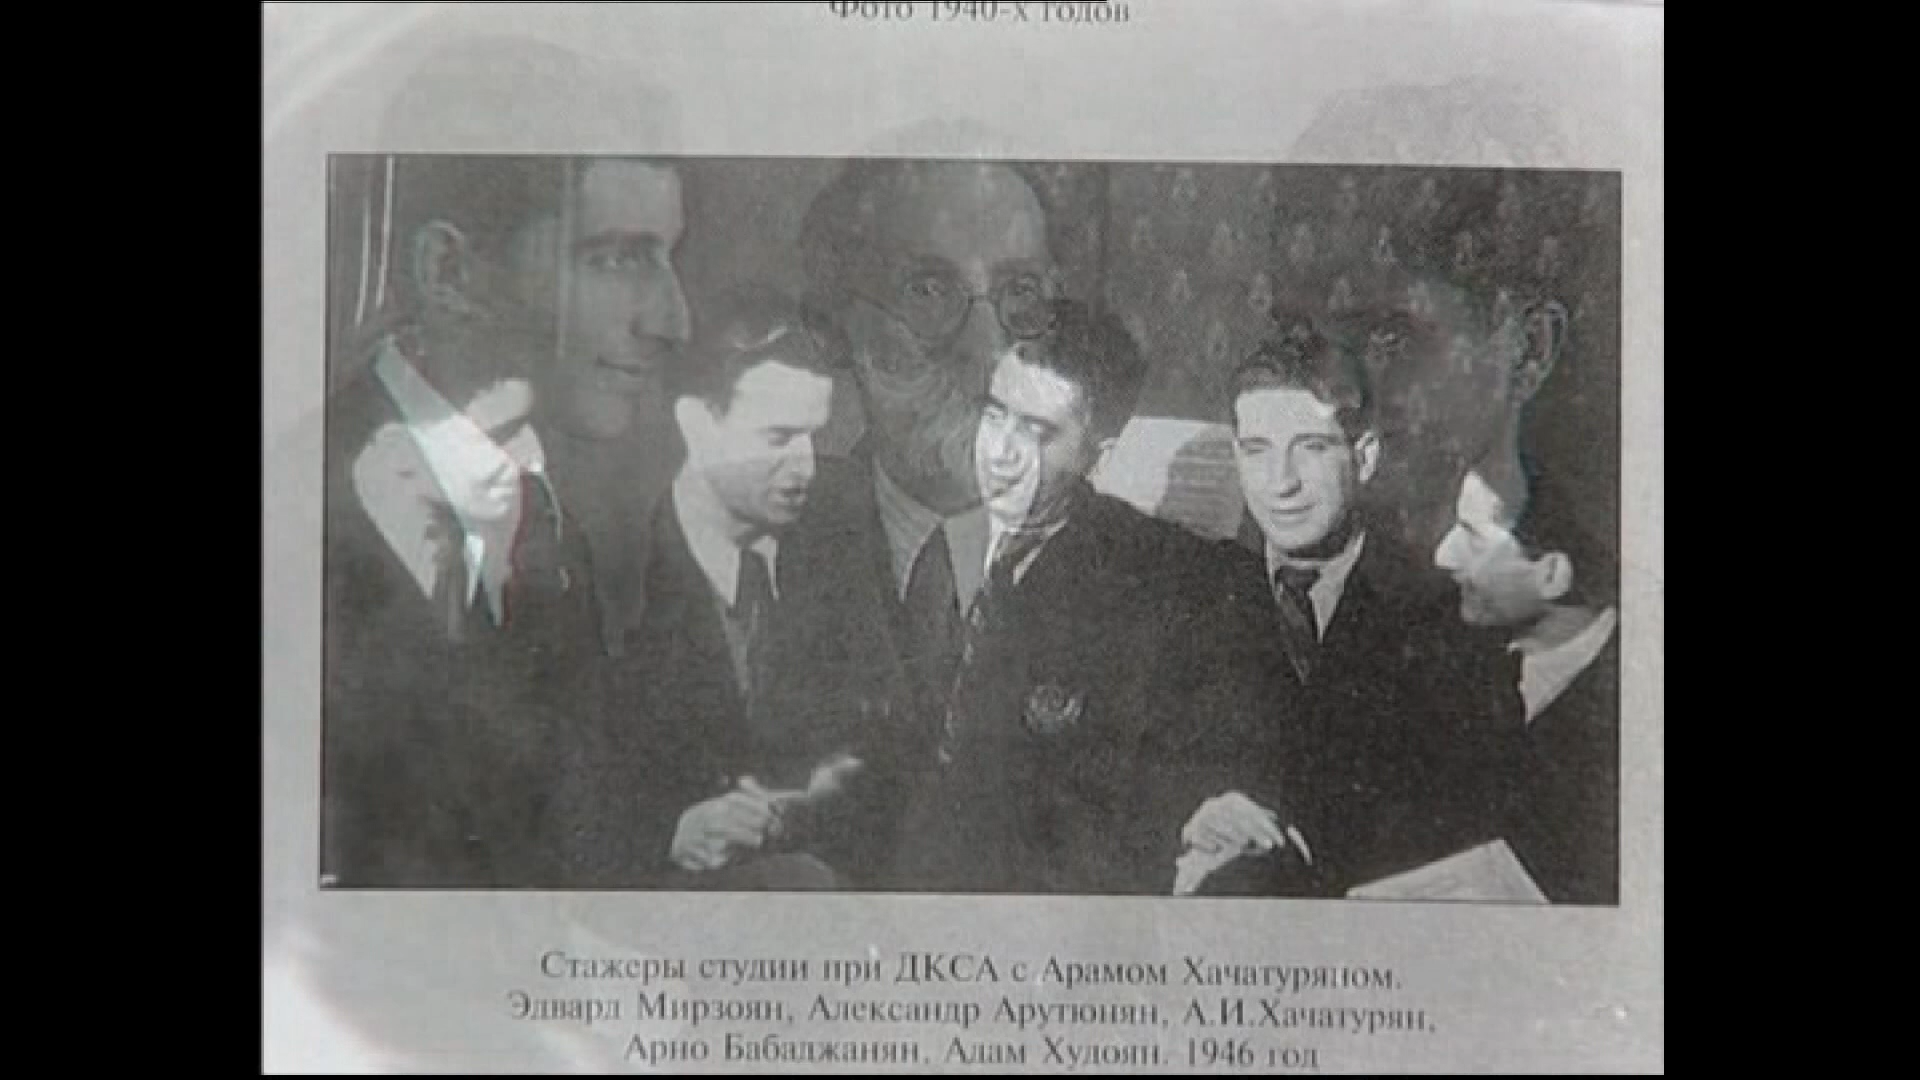 Фото 1940-х годов
Стажеры студии при ДКСА с Арамом Хачатуряном.
Эдвард Мирзоян, Александр Арутюнян, А.И.Хачатурян,
Арно Бабаджанян, Адам Худоян. 1946 год